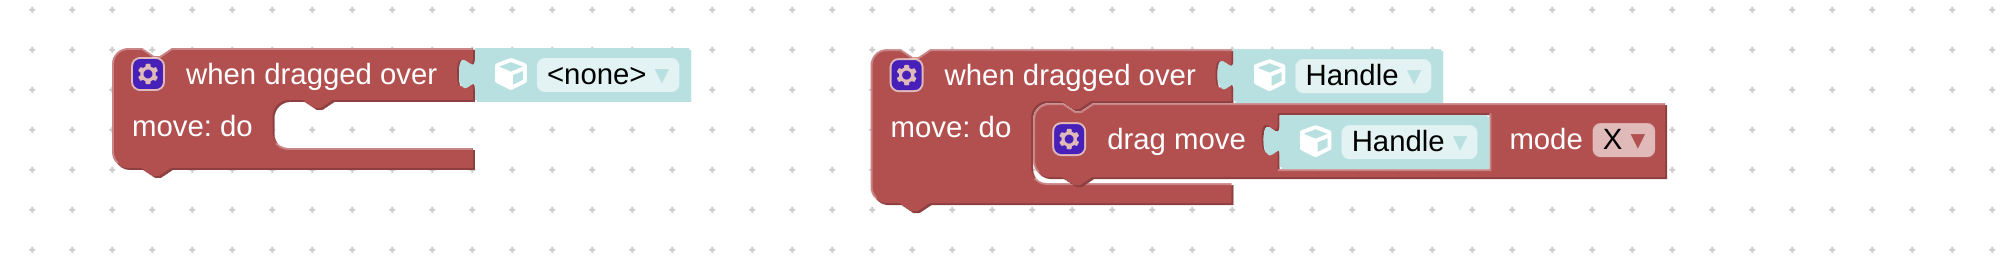 when dragged over <none> ▼
move: do
when dragged over Handle ▼
move: do drag move Handle ▼ mode X ▼